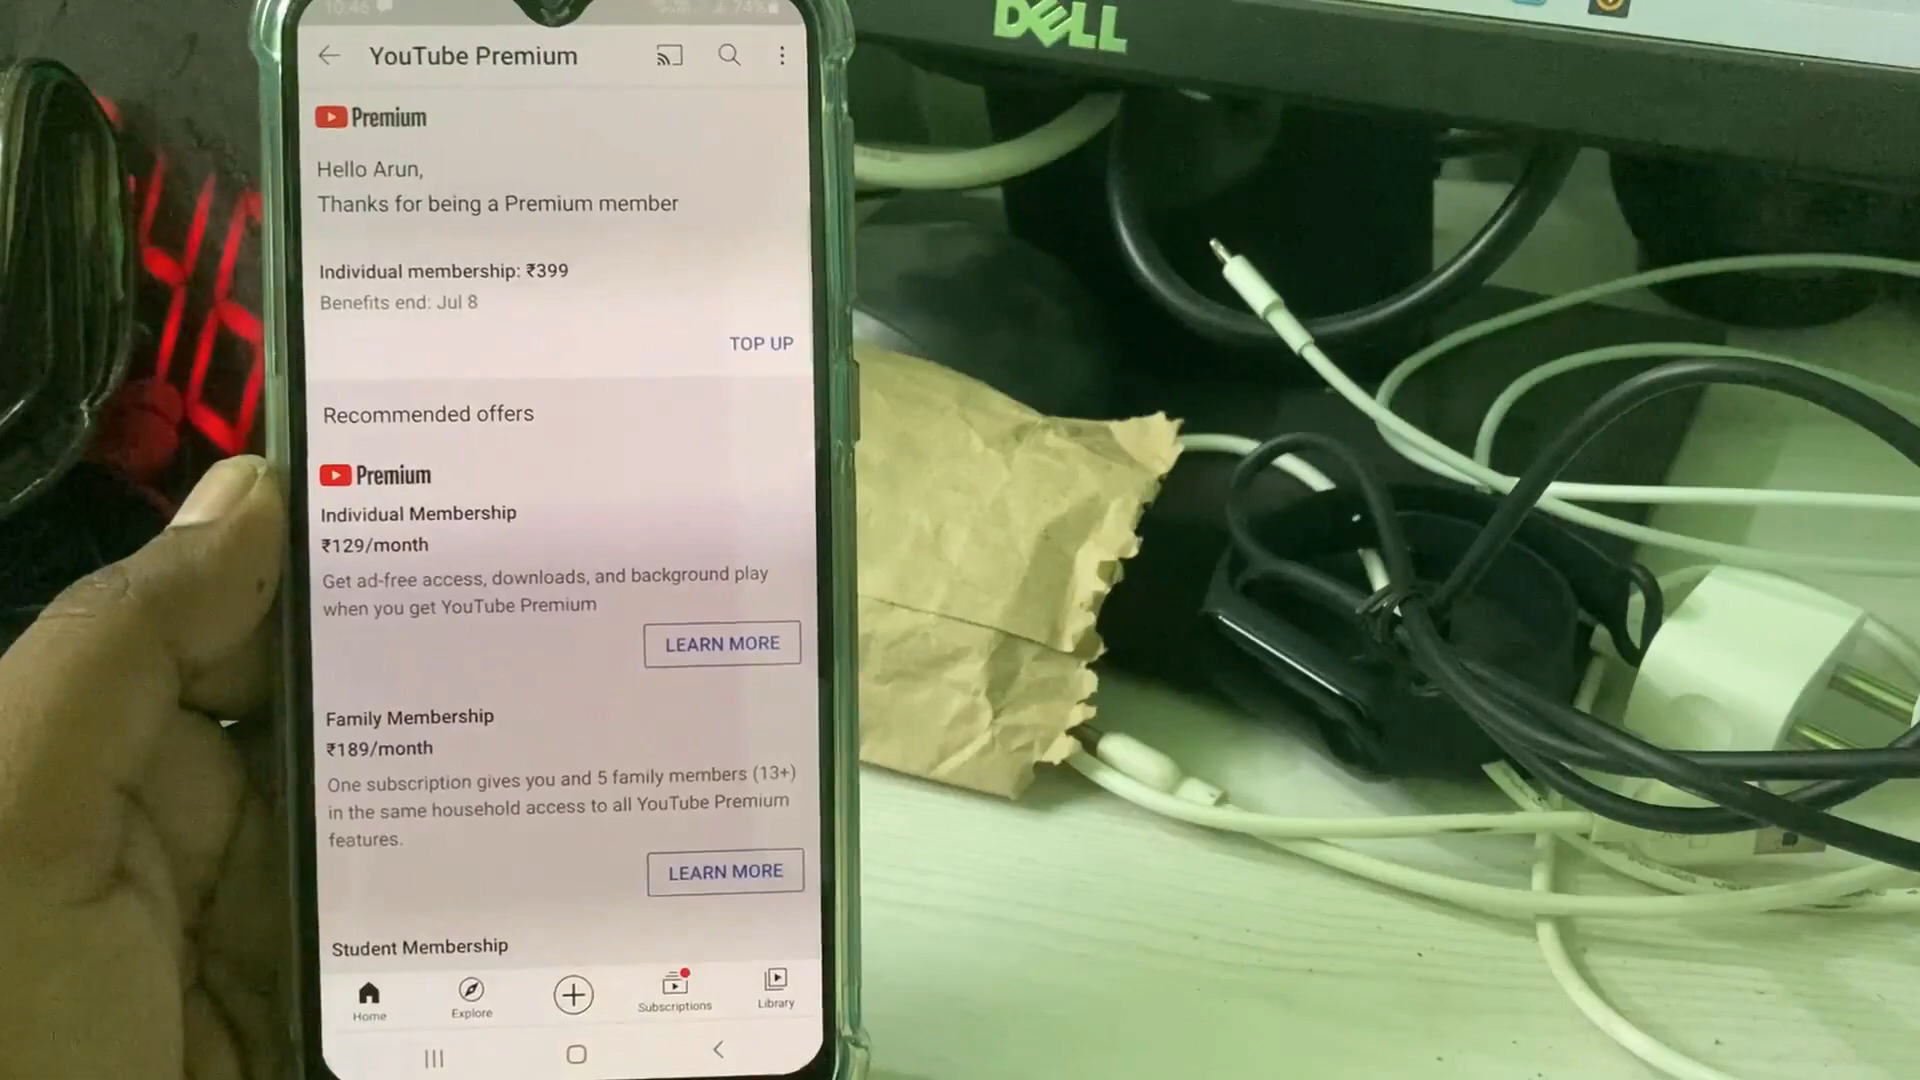 10:46
74%
DELL
YouTube Premium
Premium
Hello Arun,
Thanks for being a Premium member
Individual membership: ₹399
Benefits end: Jul 8
TOP UP
Recommended offers
Premium
Individual Membership
₹129/month
Get ad-free access, downloads, and background play
when you get YouTube Premium
LEARN MORE
Family Membership
₹189/month
One subscription gives you and 5 family members (13+)
in the same household access to all YouTube Premium
features.
LEARN MORE
Student Membership
Home
Explore
Subscriptions
Library